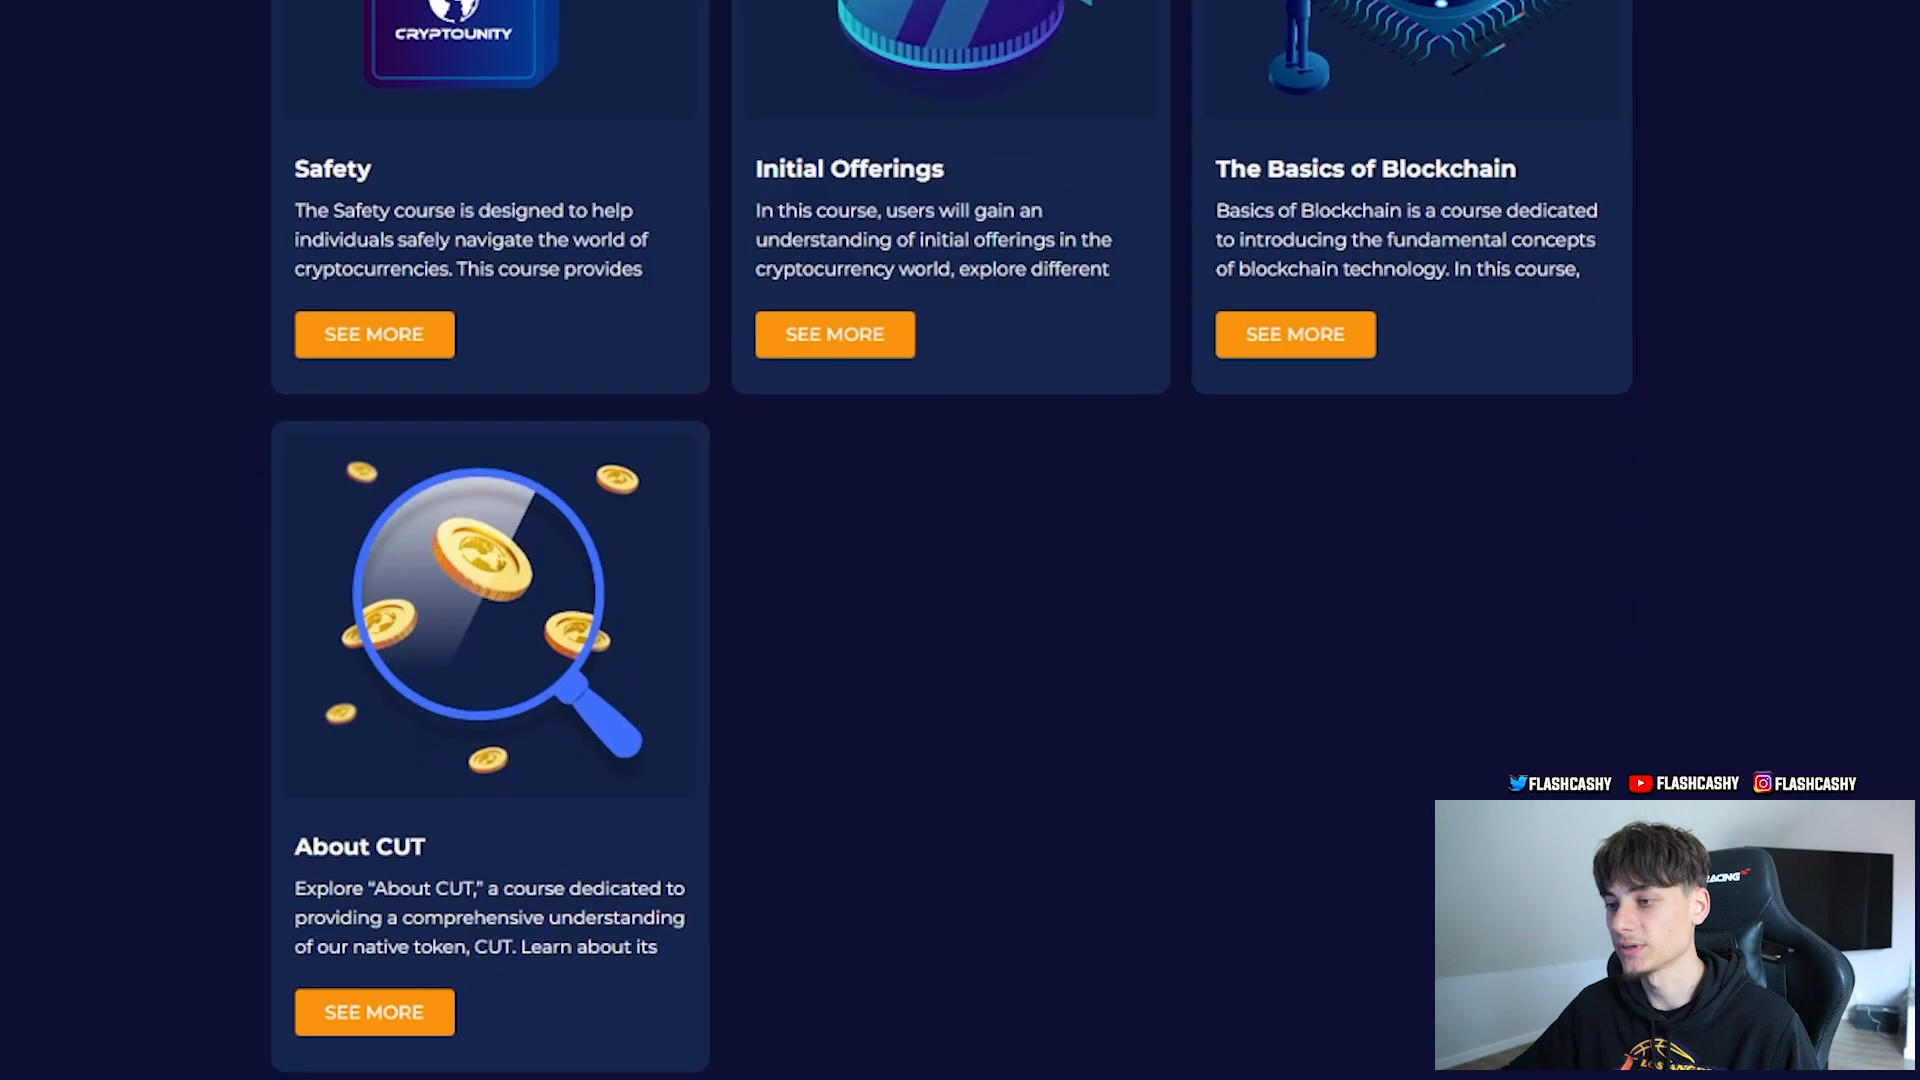 CRYPTOUNITY
Safety
The Safety course is designed to help
individuals safely navigate the world of
cryptocurrencies. This course provides
SEE MORE
Initial Offerings
In this course, users will gain an
understanding of initial offerings in the
cryptocurrency world, explore different
SEE MORE
The Basics of Blockchain
Basics of Blockchain is a course dedicated
to introducing the fundamental concepts
of blockchain technology. In this course,
SEE MORE
About CUT
Explore “About CUT,” a course dedicated to
providing a comprehensive understanding
of our native token, CUT. Learn about its
SEE MORE
FLASHCASHY FLASHCASHY FLASHCASHY
RACING